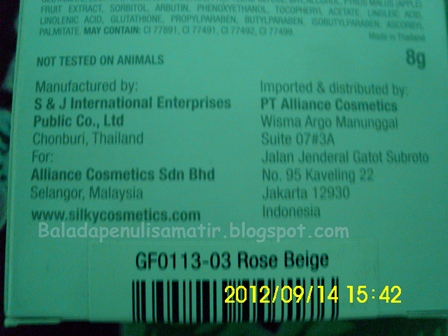 FRUIT EXTRACT, SORBITOL, ARBUTIN, PHENOXYETHANOL, TOCOPHERYL ACETATE, LINOLEIC ACID,
LINOLENIC ACID, GLUTATHIONE, PROPYLPARABEN, BUTYLPARABEN, ISOBUTYLPARABEN, ASCORBYL
PALMITATE. MAY CONTAIN: CI 77891, CI 77491, CI 77492, CI 77499.
Made in Thailand
NOT TESTED ON ANIMALS
8g
Manufactured by:
S & J International Enterprises
Public Co., Ltd
Chonburi, Thailand
For:
Alliance Cosmetics Sdn Bhd
Selangor, Malaysia
www.silkycosmetics.com
Imported & distributed by:
PT Alliance Cosmetics
Wisma Argo Manunggal
Suite 07#3A
Jalan Jenderal Gatot Subroto
No. 95 Kaveling 22
Jakarta 12930
Indonesia
Baladapenulisamatir.blogspot.com
GF0113-03 Rose Beige
2012/09/14 15:42